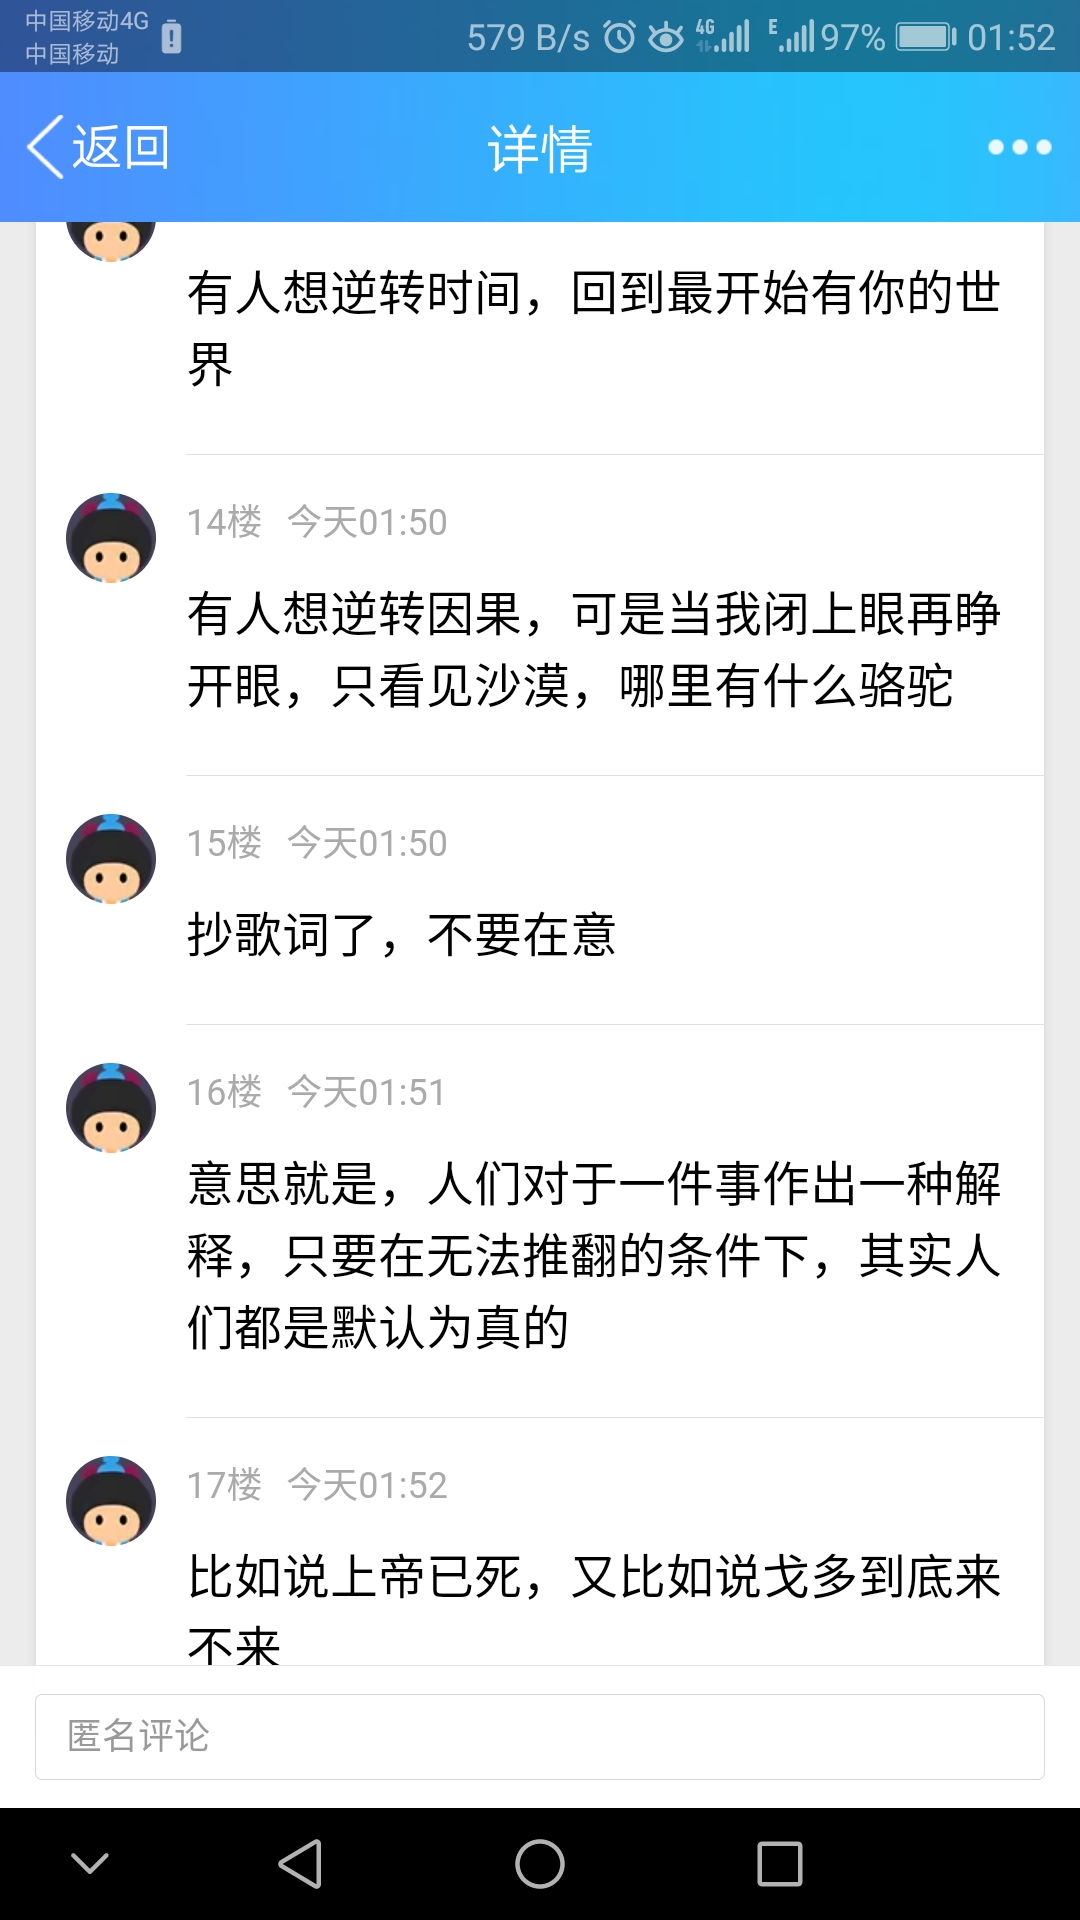 中国移动4G
中国移动
579 B/s 4G E 97% 01:52
返回 详情
有人想逆转时间，回到最开始有你的世
界
14楼 今天01:50
有人想逆转因果，可是当我闭上眼再睁
开眼，只看见沙漠，哪里有什么骆驼
15楼 今天01:50
抄歌词了，不要在意
16楼 今天01:51
意思就是，人们对于一件事作出一种解
释，只要在无法推翻的条件下，其实人
们都是默认为真的
17楼 今天01:52
比如说上帝已死，又比如说戈多到底来
不来
匿名评论